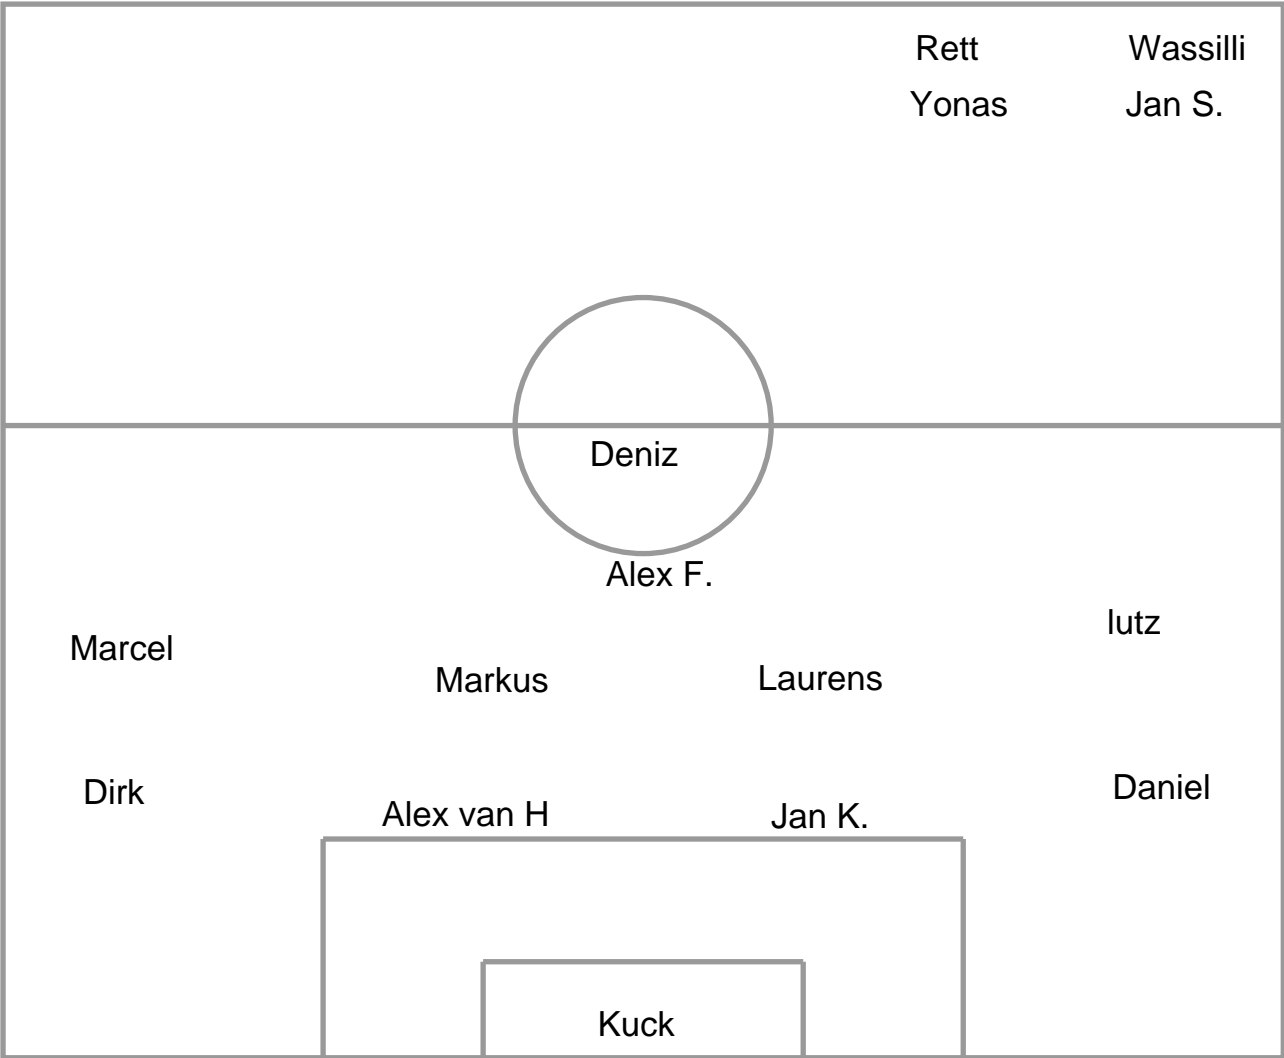 Rett Wassilli
Yonas Jan S.
Deniz
Alex F.
lutz
Marcel
Markus Laurens
Dirk Daniel
Alex van H Jan K.
Kuck